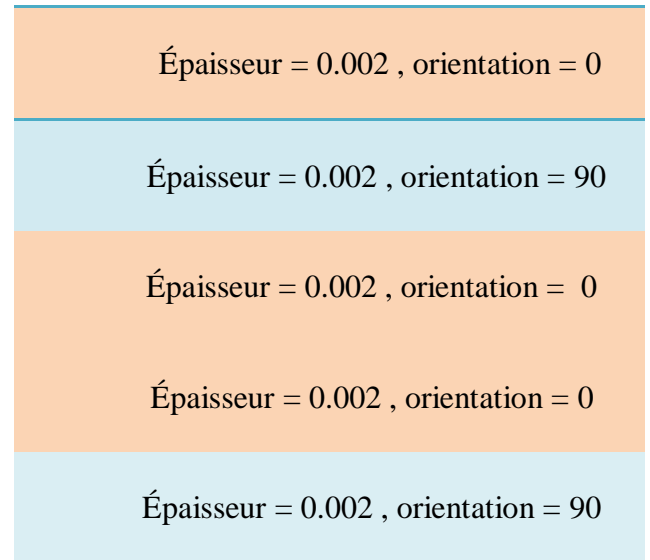 Épaisseur = 0.002 , orientation = 0
Épaisseur = 0.002 , orientation = 90
Épaisseur = 0.002 , orientation =  0
Épaisseur = 0.002 , orientation = 0
Épaisseur = 0.002 , orientation = 90